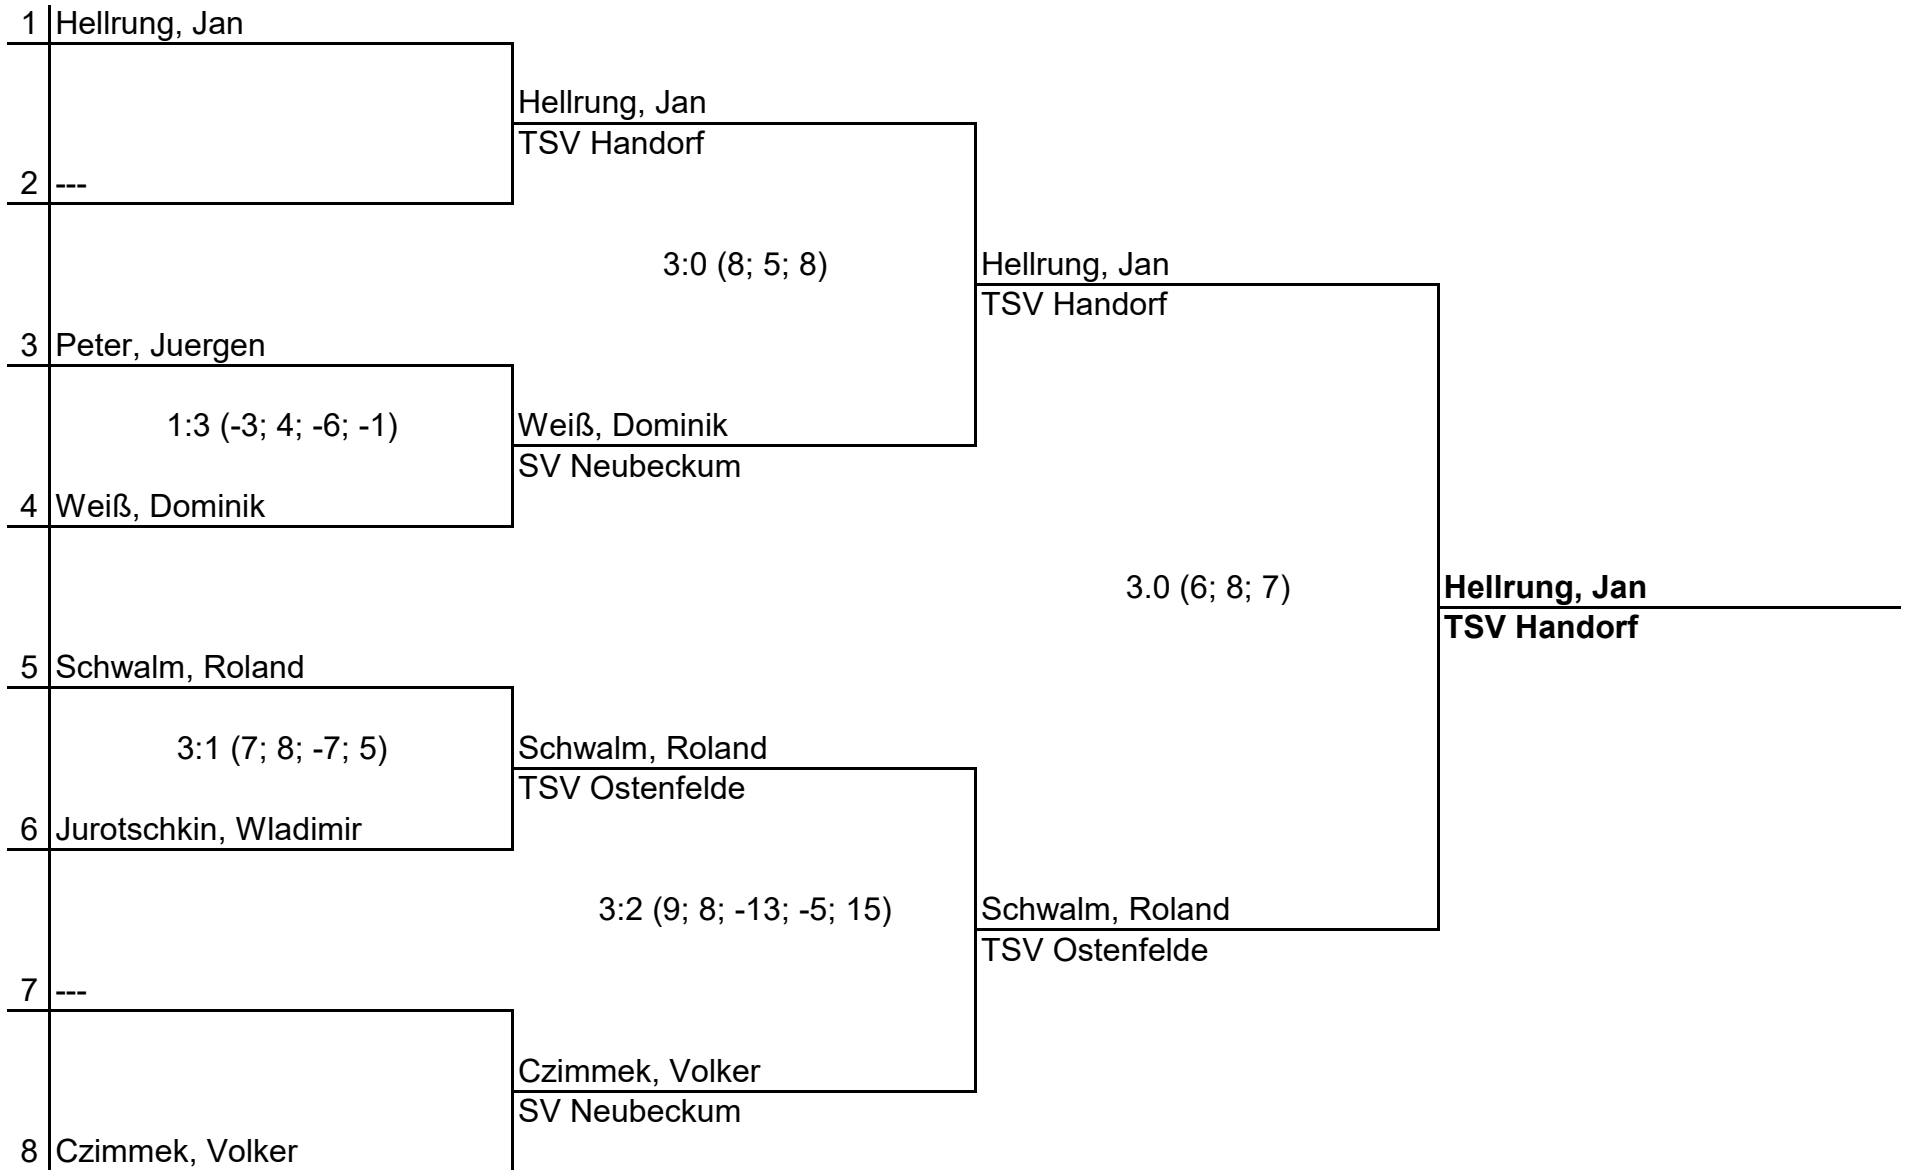 1 Hellrung, Jan
Hellrung, Jan
TSV Handorf
2 ---
3:0 (8; 5; 8)
Hellrung, Jan
TSV Handorf
3 Peter, Juergen
1:3 (-3; 4; -6; -1)
Weiß, Dominik
SV Neubeckum
4 Weiß, Dominik
3.0 (6; 8; 7)
Hellrung, Jan
TSV Handorf
5 Schwalm, Roland
3:1 (7; 8; -7; 5)
Schwalm, Roland
TSV Ostenfelde
6 Jurotschkin, Wladimir
3:2 (9; 8; -13; -5; 15)
Schwalm, Roland
TSV Ostenfelde
7 ---
Czimmek, Volker
SV Neubeckum
8 Czimmek, Volker